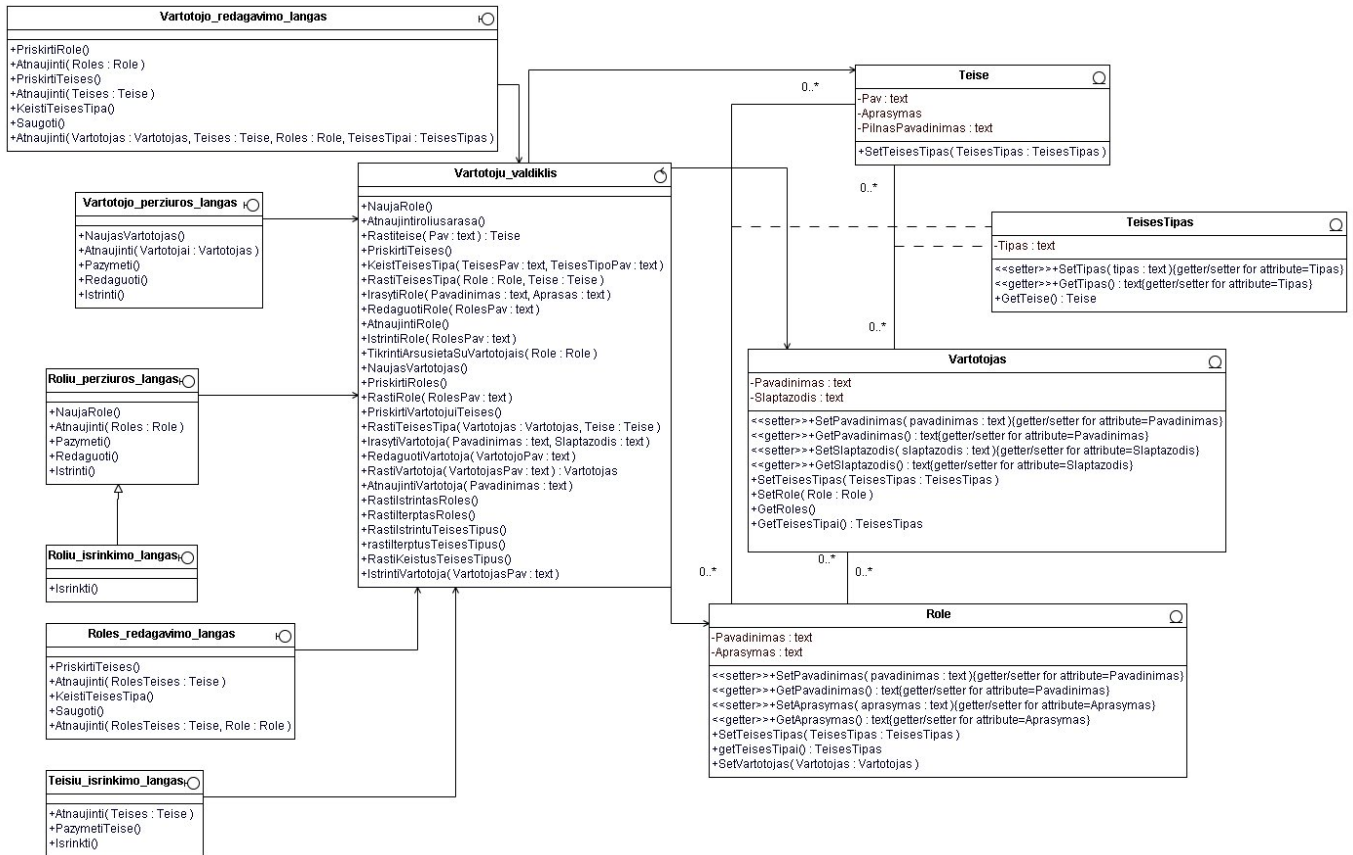 Vartotojo_redagavimo_langas
+PriskirtiRole()
+Atnaujinti( Roles : Role )
+PriskirtiTeises()
+Atnaujinti( Teises : Teise )
+KeistiTeisesTipa()
+Saugoti()
+Atnaujinti( Vartotojas : Vartotojas, Teises : Teise, Roles : Role, TeisesTipai : TeisesTipas )
Vartotojo_perziuros_langas
+NaujasVartotojas()
+Atnaujinti( Vartotojai : Vartotojas )
+Pazymeti()
+Redaguoti()
+Istrinti()
Roliu_perziuros_langas
+NaujaRole()
+Atnaujinti( Roles : Role )
+Pazymeti()
+Redaguoti()
+Istrinti()
Roliu_isrinkimo_langas
+Isrinkti()
Roles_redagavimo_langas
+PriskirtiTeises()
+Atnaujinti( RolesTeises : Teise )
+KeistiTeisesTipa()
+Saugoti()
+Atnaujinti( RolesTeises : Teise, Role : Role )
Teisiu_isrinkimo_langas
+Atnaujinti( Teises : Teise )
+PazymetiTeise()
+Isrinkti()
Vartotoju_valdiklis
+NaujaRole()
+Atnaujintiroliusarasa()
+Rastiteise( Pav : text ) : Teise
+PriskirtiTeises()
+KeistTeisesTipa( TeisesPav : text, TeisesTipoPav : text )
+RastiTeisesTipa( Role : Role, Teise : Teise )
+IrasytiRole( Pavadinimas : text, Aprasas : text )
+RedaguotiRole( RolesPav : text )
+AtnaujintiRole()
+IstrintiRole( RolesPav : text )
+TikrintiArsusietaSuVartotojais( Role : Role )
+NaujasVartotojas()
+PriskirtiRoles()
+RastiRole( RolesPav : text )
+PriskirtiVartotojuiTeises()
+RastiTeisesTipa( Vartotojas : Vartotojas, Teise : Teise )
+IrasytiVartotoja( Pavadinimas : text, Slaptazodis : text )
+RedaguotiVartotoja( VartotojoPav : text )
+RastiVartotoja( VartotojasPav : text ) : Vartotojas
+AtnaujintiVartotoja( Pavadinimas : text )
+RastiIstrintasRoles()
+RastiIterptasRoles()
+RastiIstrintuTeisesTipus()
+rastiIterptusTeisesTipus()
+RastiKeistusTeisesTipus()
+IstrintiVartotoja( VartotojasPav : text )
0..*
Teise
-Pav : text
-Aprasymas
-PilnasPavadinimas : text
+SetTeisesTipas( TeisesTipas : TeisesTipas )
0..*
TeisesTipas
-Tipas : text
<<setter>>+SetTipas( tipas : text ){getter/setter for attribute=Tipas}
<<getter>>+GetTipas() : text{getter/setter for attribute=Tipas}
+GetTeise() : Teise
0..*
Vartotojas
-Pavadinimas : text
-Slaptazodis : text
<<setter>>+SetPavadinimas( pavadinimas : text ){getter/setter for attribute=Pavadinimas}
<<getter>>+GetPavadinimas() : text{getter/setter for attribute=Pavadinimas}
<<setter>>+SetSlaptazodis( slaptazodis : text ){getter/setter for attribute=Slaptazodis}
<<getter>>+GetSlaptazodis() : text{getter/setter for attribute=Slaptazodis}
+SetTeisesTipas( TeisesTipas : TeisesTipas )
+SetRole( Role : Role )
+GetRoles()
+GetTeisesTipai() : TeisesTipas
0..*
0..*
0..*
Role
-Pavadinimas : text
-Aprasymas : text
<<setter>>+SetPavadinimas( pavadinimas : text ){getter/setter for attribute=Pavadinimas}
<<getter>>+GetPavadinimas() : text{getter/setter for attribute=Pavadinimas}
<<setter>>+SetAprasymas( aprasymas : text ){getter/setter for attribute=Aprasymas}
<<getter>>+GetAprasymas() : text{getter/setter for attribute=Aprasymas}
+SetTeisesTipas( TeisesTipas : TeisesTipas )
+getTeisesTipai() : TeisesTipas
+SetVartotojas( Vartotojas : Vartotojas )